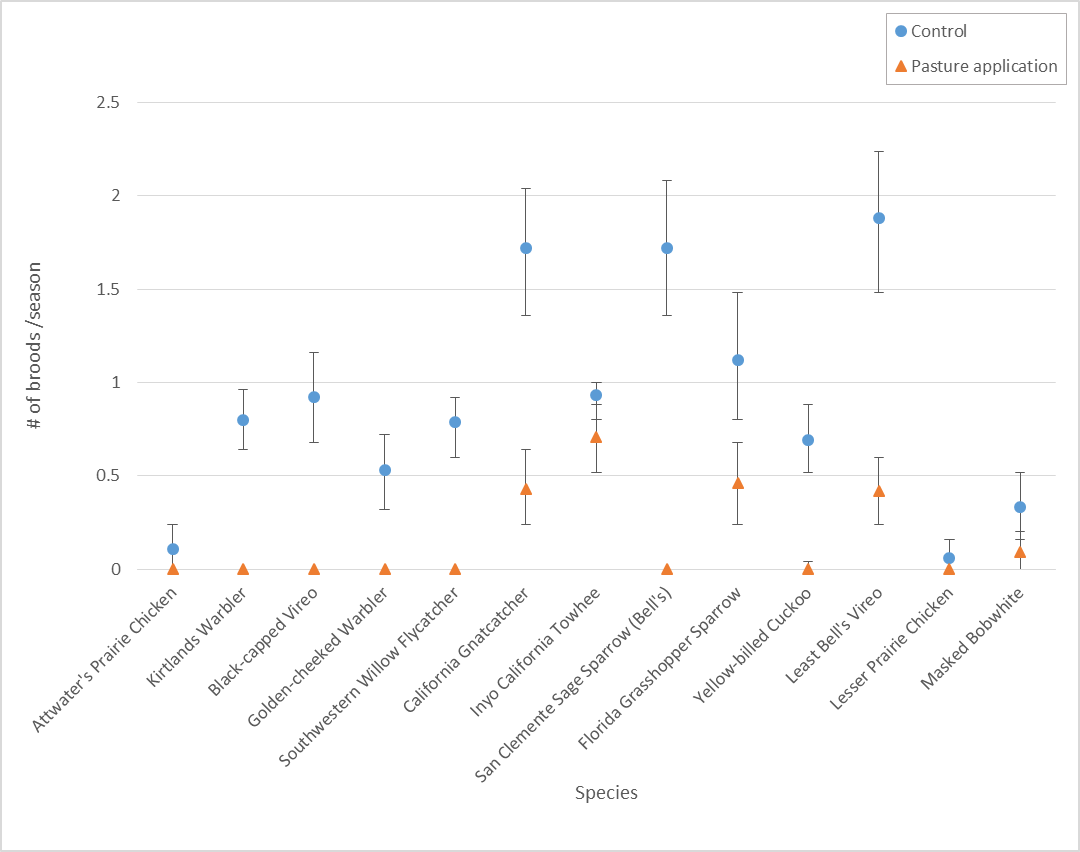 Control
Pasture application
2.5
2
1.5
1
0.5
0
# of broods /season
Attwater's Prairie Chicken
Kirtlands Warbler
Black-capped Vireo
Golden-cheeked Warbler
Southwestern Willow Flycatcher
California Gnatcatcher
Inyo California Towhee
San Clemente Sage Sparrow (Bell's)
Florida Grasshopper Sparrow
Yellow-billed Cuckoo
Least Bell's Vireo
Lesser Prairie Chicken
Masked Bobwhite
Species